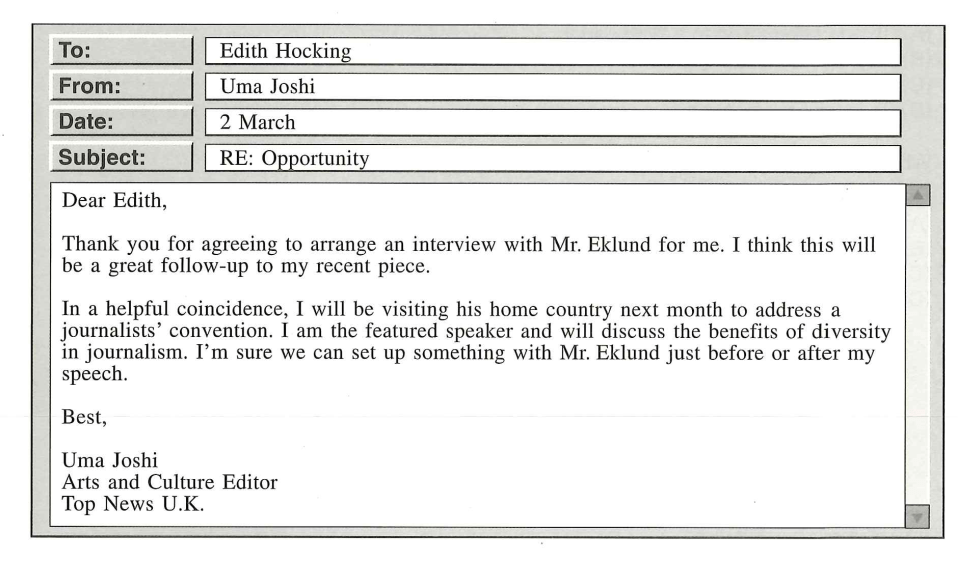 To: Edith Hocking
From: Uma Joshi
Date: 2 March
Subject: RE: Opportunity
Dear Edith,
Thank you for agreeing to arrange an interview with Mr. Eklund for me. I think this will
be a great follow-up to my recent piece.
In a helpful coincidence, I will be visiting his home country next month to address a
journalists' convention. I am the featured speaker and will discuss the benefits of diversity
in journalism. I'm sure we can set up something with Mr. Eklund just before or after my
speech.
Best,
Uma Joshi
Arts and Culture Editor
Top News U.K.